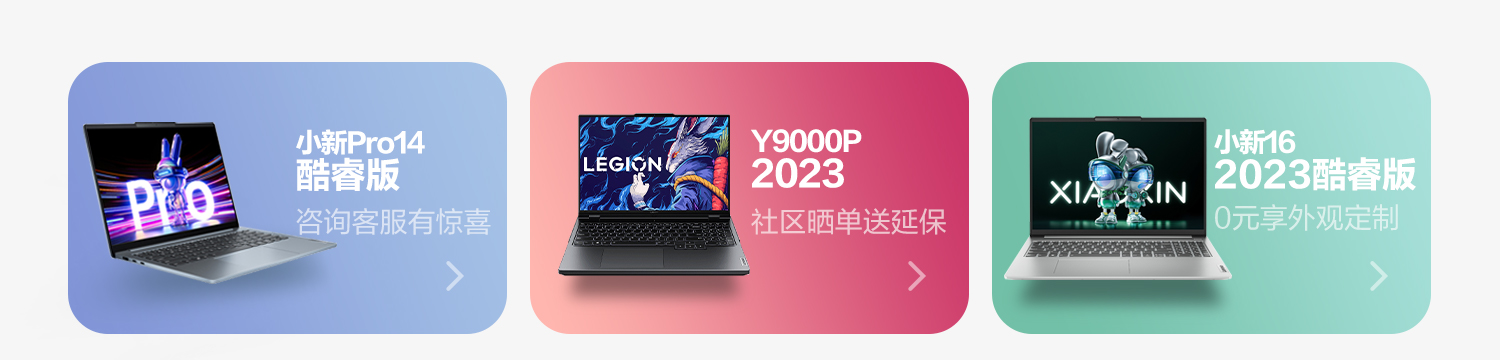 Pro
小新Pro14
酷睿版
咨询客服有惊喜
LEGION
Y9000P
2023
社区晒单送延保
小新16
2023酷睿版
0元享外观定制